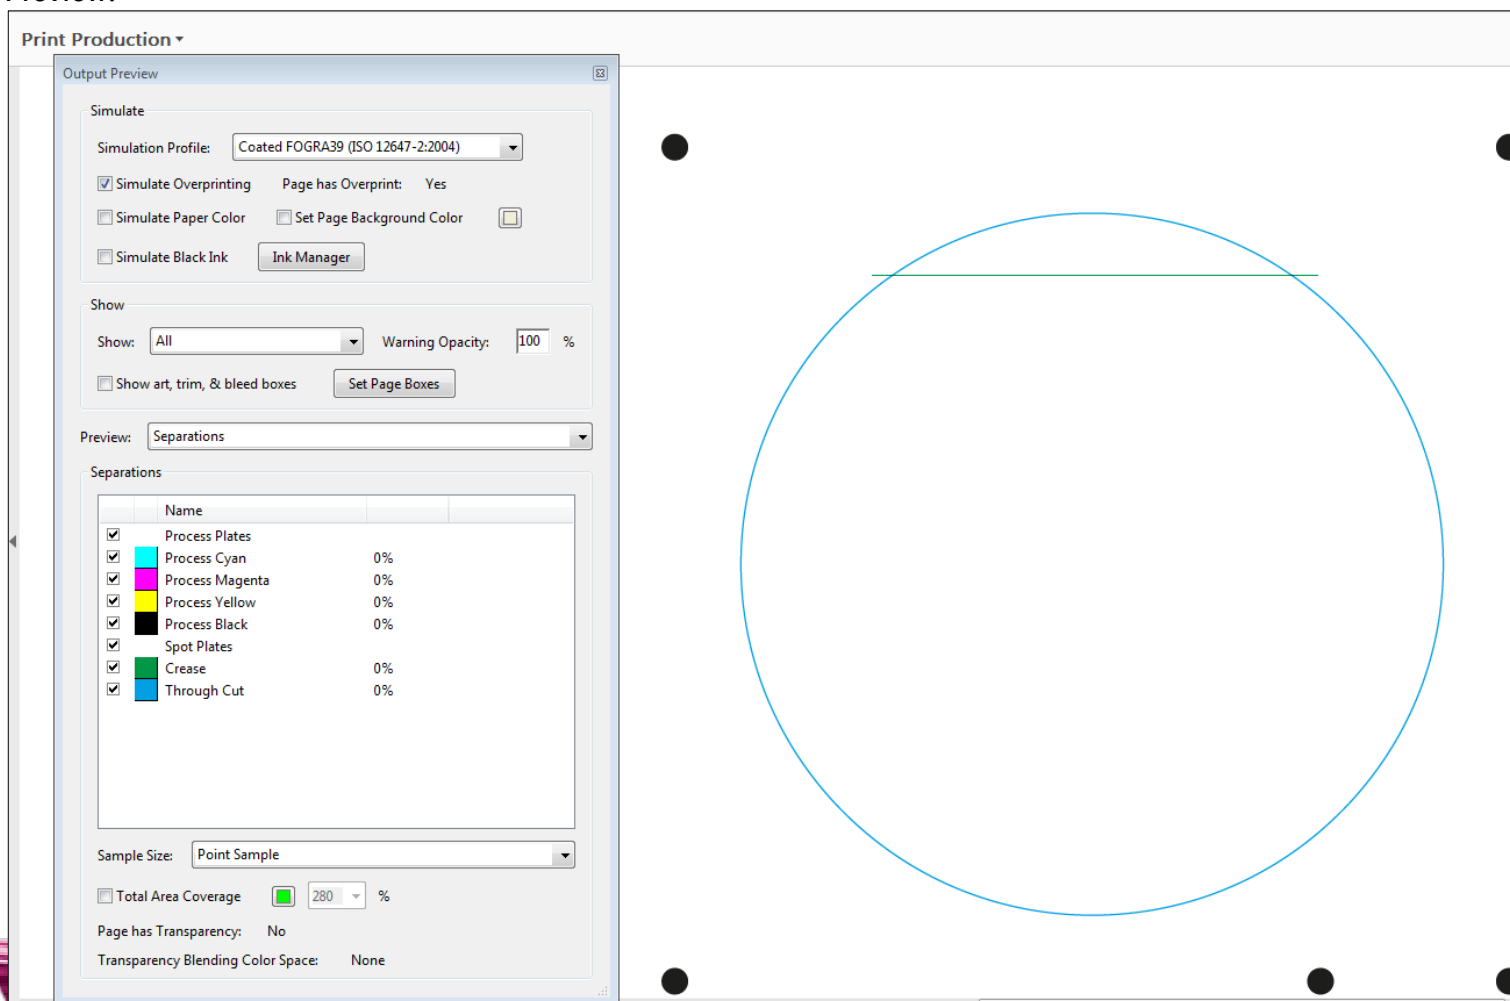 Preview:
Print Production
Output Preview
Simulate
Simulation Profile: Coated FOGRA39 (ISO 12647-2:2004)
Simulate Overprinting Page has Overprint: Yes
Simulate Paper Color Set Page Background Color
Simulate Black Ink Ink Manager
Show
Show: All Warning Opacity: 100 %
Show art, trim, & bleed boxes Set Page Boxes
Preview: Separations
Separations
Name
Process Plates
Process Cyan 0%
Process Magenta 0%
Process Yellow 0%
Process Black 0%
Spot Plates
Crease 0%
Through Cut 0%
Sample Size: Point Sample
Total Area Coverage 280 %
Page has Transparency: No
Transparency Blending Color Space: None